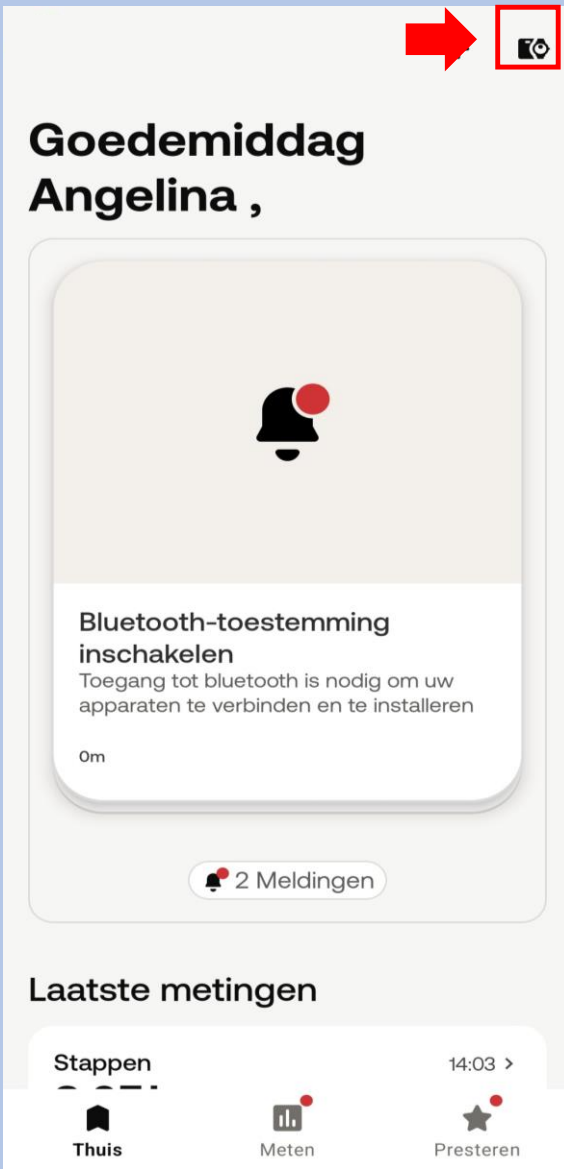 Goedemiddag
Angelina ,
Bluetooth-toestemming
inschakelen
Toegang tot bluetooth is nodig om uw
apparaten te verbinden en te installeren
0m
2 Meldingen
Laatste metingen
Stappen
14:03 >
Thuis
Meten
Presteren